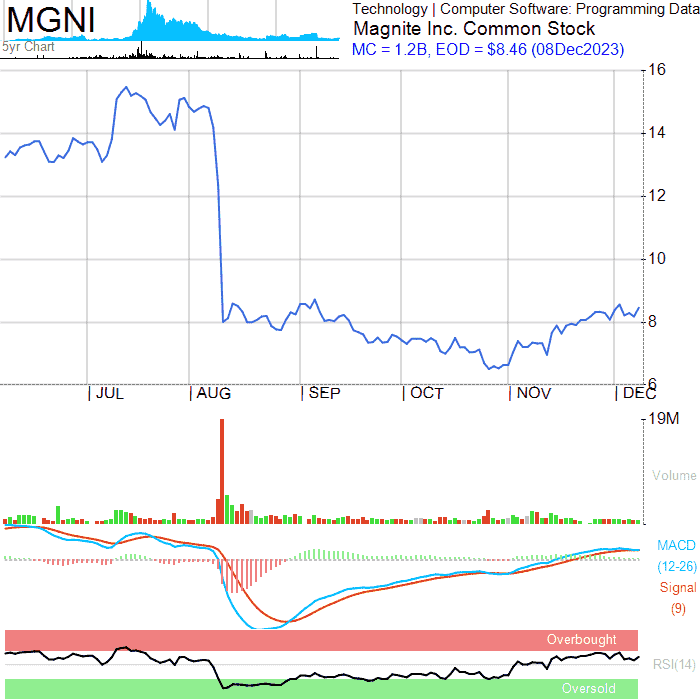 MGNI
5yr Chart
Technology | Computer Software: Programming Data
Magnite Inc. Common Stock
MC = 1.2B, EOD = $8.46 (08Dec2023)
16
14
12
10
8
6
JUL
AUG
SEP
OCT
NOV
DEC
19M
Volume
MACD
(12-26)
Signal
(9)
Overbought
RSI(14)
Oversold